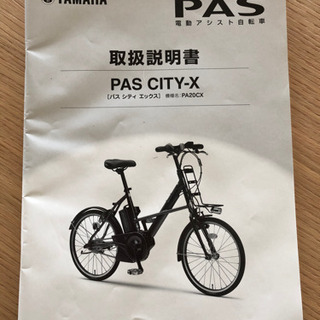 YAMAHA
PAS
電動アシスト自転車
取扱説明書
PAS CITY-X
[パス シティ エックス] 機種名:PA20CX